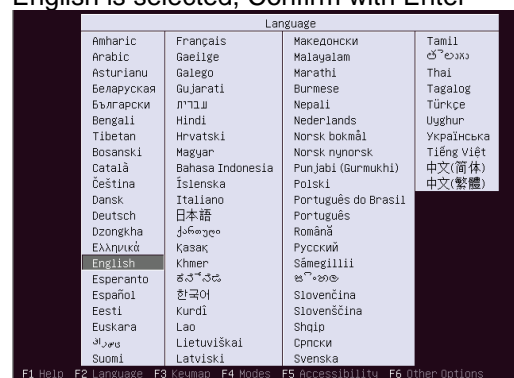 English is selected, Confirm with Enter
Language
Amharic
Arabic
Asturianu
Беларуская
Български
Bengali
Tibetan
Bosanski
Català
Čeština
Dansk
Deutsch
Dzongkha
Ελληνικά
English
Esperanto
Español
Eesti
Euskara
Suomi
Français
Gaeilge
Galego
Gujarati
עברית
Hindi
Hrvatski
Magyar
Bahasa Indonesia
Íslenska
Italiano
日本語
ქართული
Қазақ
Khmer
한국어
Kurdî
Lao
Lietuviškai
Latviski
Македонски
Malayalam
Marathi
Burmese
Nepali
Nederlands
Norsk bokmål
Norsk nynorsk
Punjabi (Gurmukhi)
Polski
Português do Brasil
Português
Română
Русский
Sámegillii
Slovenčina
Slovenščina
Shqip
Српски
Svenska
Tamil
Thai
Tagalog
Türkçe
Uyghur
Українська
Tiếng Việt
中文(简体)
中文(繁體)
F1 Help F2 Language F3 Keymap F4 Modes F5 Accessibility F6 Other Options